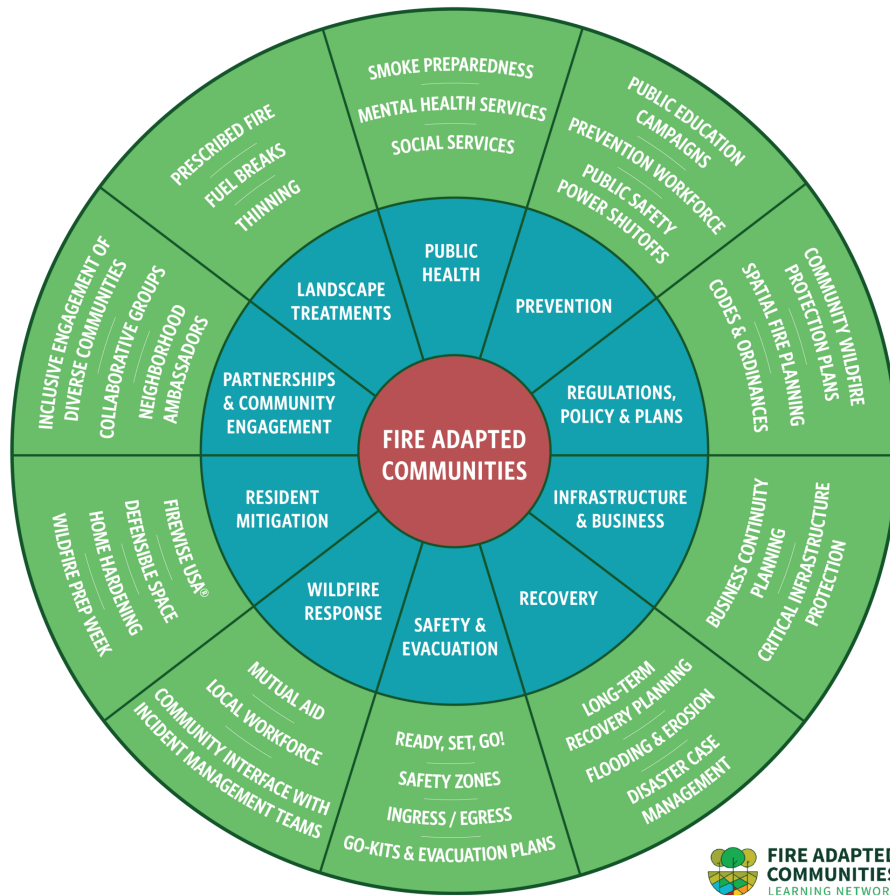 FIRE ADAPTED
COMMUNITIES
PUBLIC
HEALTH
SMOKE PREPAREDNESS
MENTAL HEALTH SERVICES
SOCIAL SERVICES
PREVENTION
PUBLIC EDUCATION
CAMPAIGNS
PREVENTION WORKFORCE
PUBLIC SAFETY
POWER SHUTOFFS
REGULATIONS,
POLICY & PLANS
COMMUNITY WILDFIRE
PROTECTION PLANS
SPATIAL FIRE PLANNING
CODES & ORDINANCES
INFRASTRUCTURE
& BUSINESS
BUSINESS CONTINUITY
PLANNING
CRITICAL INFRASTRUCTURE
PROTECTION
RECOVERY
LONG-TERM
RECOVERY PLANNING
FLOODING & EROSION
DISASTER CASE
MANAGEMENT
SAFETY &
EVACUATION
READY, SET, GO!
SAFETY ZONES
INGRESS / EGRESS
GO-KITS & EVACUATION PLANS
WILDFIRE
RESPONSE
MUTUAL AID
LOCAL WORKFORCE
COMMUNITY INTERFACE WITH
INCIDENT MANAGEMENT TEAMS
RESIDENT
MITIGATION
FIREWISE USA®
DEFENSIBLE SPACE
HOME HARDENING
WILDFIRE PREP WEEK
PARTNERSHIPS
& COMMUNITY
ENGAGEMENT
INCLUSIVE ENGAGEMENT OF
DIVERSE COMMUNITIES
COLLABORATIVE GROUPS
NEIGHBORHOOD
AMBASSADORS
LANDSCAPE
TREATMENTS
PRESCRIBED FIRE
FUEL BREAKS
THINNING
FIRE ADAPTED
COMMUNITIES
LEARNING NETWORK